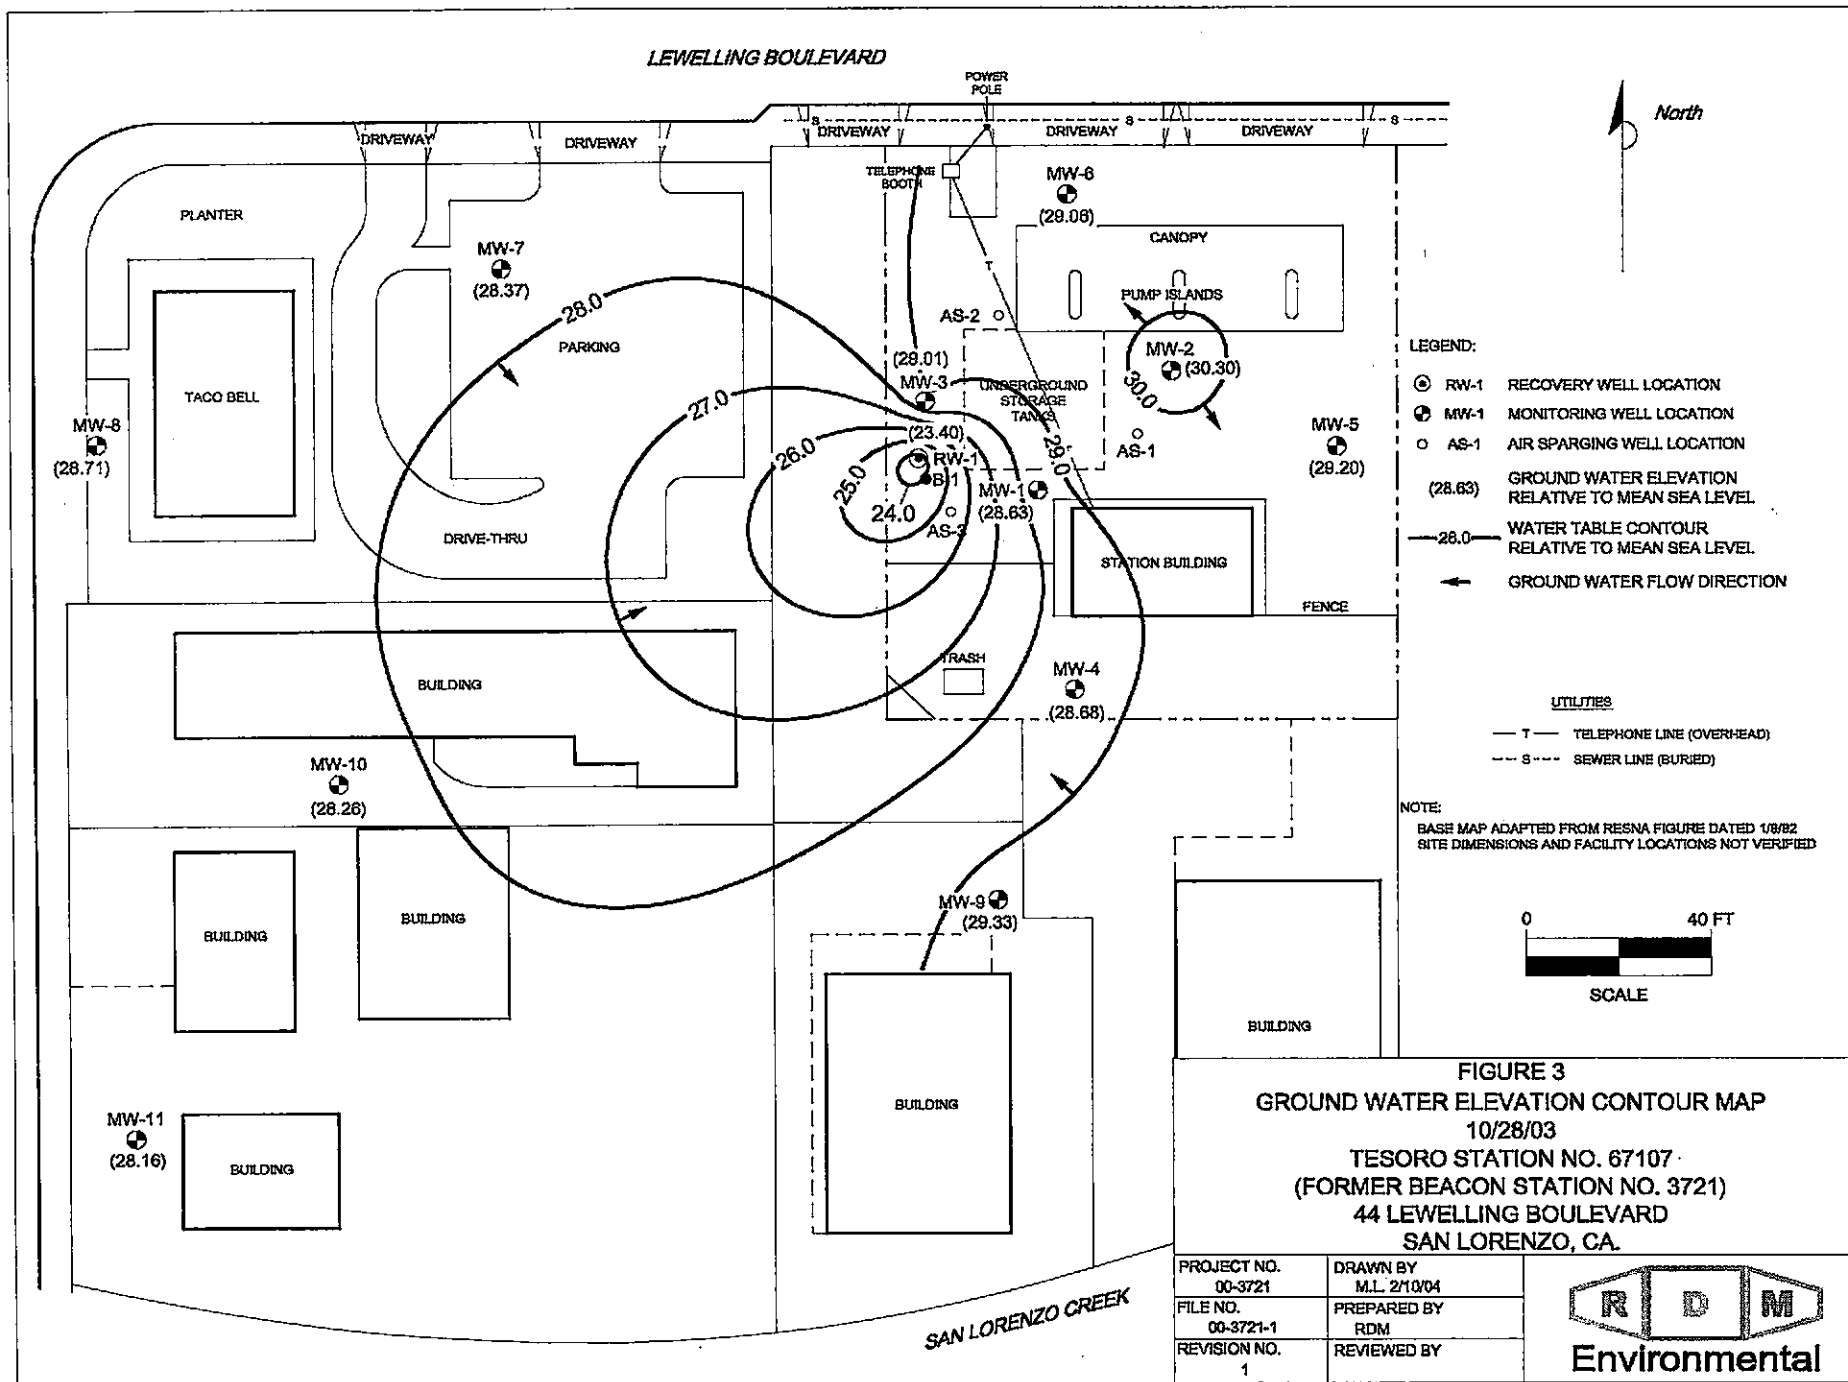 LEWELLING BOULEVARD
POWER
POLE
North
S
S
S
DRIVEWAY
DRIVEWAY
DRIVEWAY
DRIVEWAY
DRIVEWAY
TELEPHONE
BOOTH
MW-6
(29.08)
PLANTER
CANOPY
MW-7
(28.37)
T
PUMP ISLANDS
28.0
AS-2
PARKING
(29.01)
MW-3
MW-2
(30.30)
30.0
UNDERGROUND
STORAGE
TANKS
TACO BELL
27.0
(23.40)
RW-1
B-1
26.0
25.0
24.0
29.0
AS-1
MW-5
(29.20)
MW-8
(28.71)
MW-1
(28.63)
AS-3
DRIVE-THRU
STATION BUILDING
FENCE
LEGEND:
RW-1 RECOVERY WELL LOCATION
MW-1 MONITORING WELL LOCATION
AS-1 AIR SPARGING WELL LOCATION
(28.63) GROUND WATER ELEVATION
RELATIVE TO MEAN SEA LEVEL
28.0 WATER TABLE CONTOUR
RELATIVE TO MEAN SEA LEVEL
GROUND WATER FLOW DIRECTION
TRASH
BUILDING
MW-4
(28.68)
UTILITIES
T TELEPHONE LINE (OVERHEAD)
S SEWER LINE (BURIED)
MW-10
(28.26)
NOTE:
BASE MAP ADAPTED FROM RESNA FIGURE DATED 1/8/92
SITE DIMENSIONS AND FACILITY LOCATIONS NOT VERIFIED
MW-9
(29.33)
BUILDING
BUILDING
0 40 FT
SCALE
BUILDING
BUILDING
MW-11
(28.16)
BUILDING
SAN LORENZO CREEK
FIGURE 3
GROUND WATER ELEVATION CONTOUR MAP
10/28/03
TESORO STATION NO. 67107
(FORMER BEACON STATION NO. 3721)
44 LEWELLING BOULEVARD
SAN LORENZO, CA.
PROJECT NO.
00-3721
DRAWN BY
M.L. 2/10/04
FILE NO.
00-3721-1
PREPARED BY
RDM
REVISION NO.
1
REVIEWED BY
R D M
Environmental